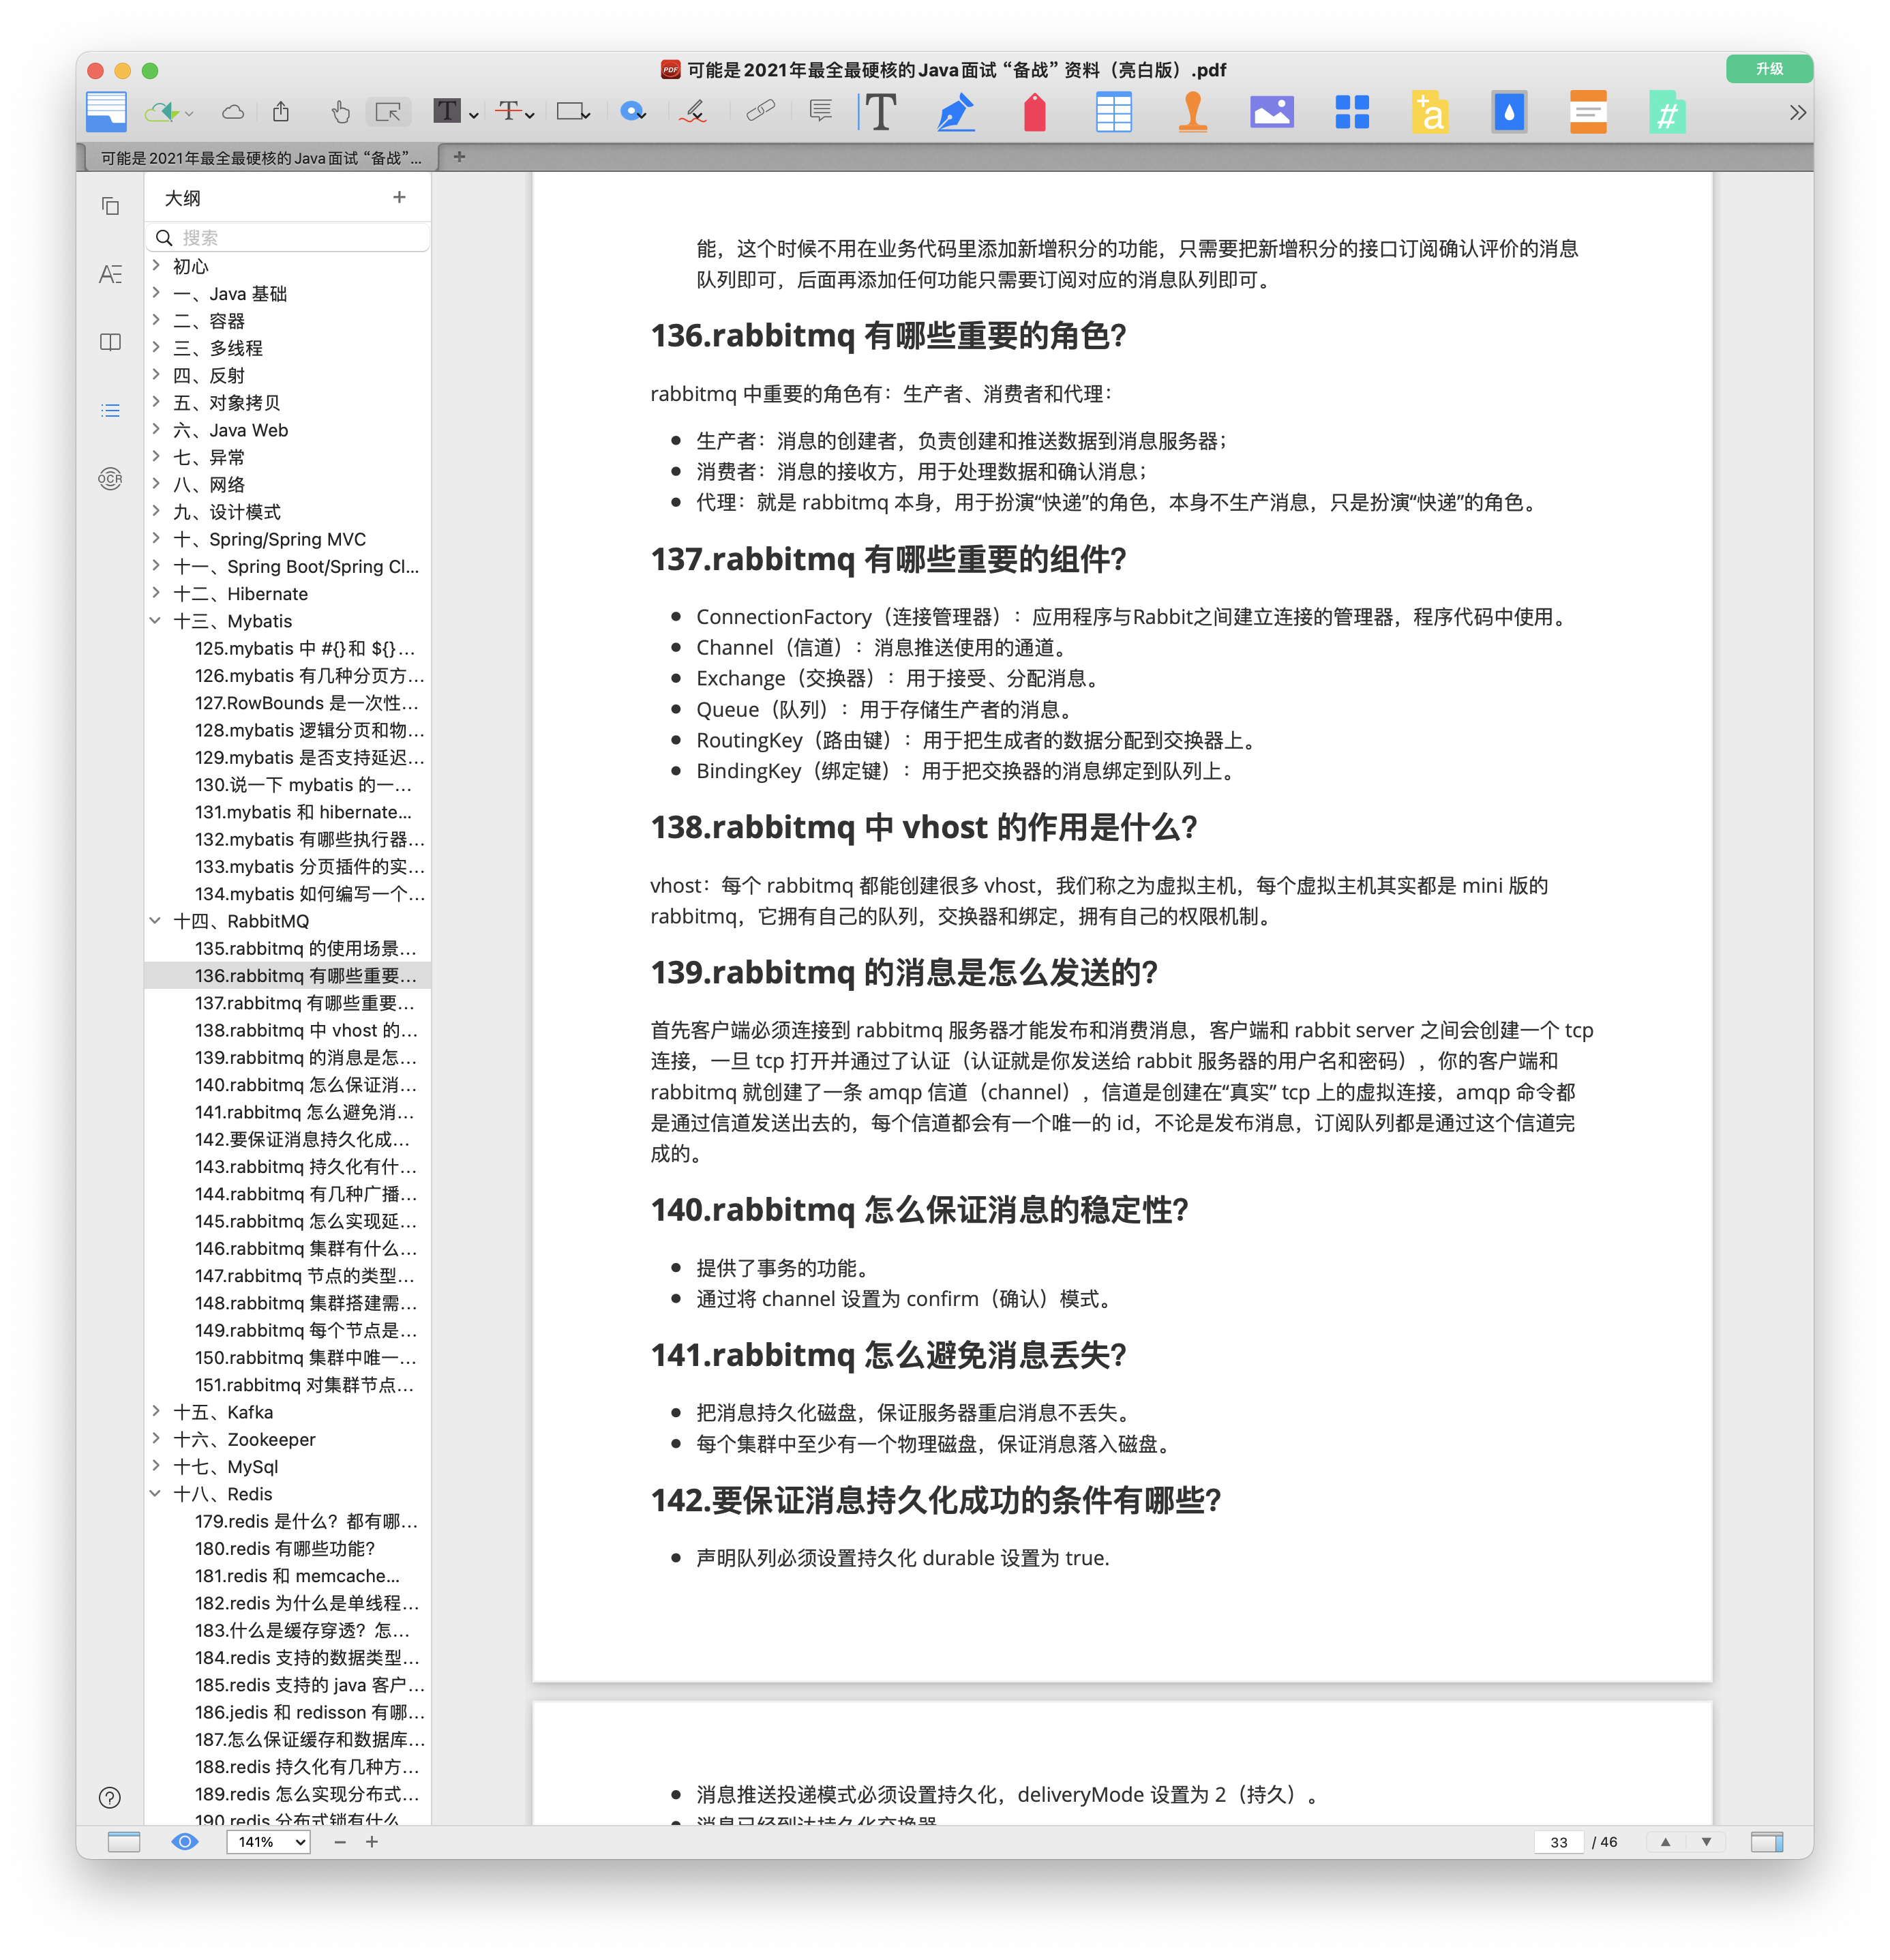 可能是2021年最全最硬核的Java面试 “备战” 资料（亮白版）.pdf
升级
可能是2021年最全最硬核的Java面试 “备战”...
大纲
搜索
初心
一、Java 基础
二、容器
三、多线程
四、反射
五、对象拷贝
六、Java Web
七、异常
八、网络
九、设计模式
十、Spring/Spring MVC
十一、Spring Boot/Spring Cl...
十二、Hibernate
十三、Mybatis
125.mybatis 中 #{}和 ${}...
126.mybatis 有几种分页方...
127.RowBounds 是一次性...
128.mybatis 逻辑分页和物...
129.mybatis 是否支持延迟...
130.说一下 mybatis 的一...
131.mybatis 和 hibernate...
132.mybatis 有哪些执行器...
133.mybatis 分页插件的实...
134.mybatis 如何编写一个...
十四、RabbitMQ
135.rabbitmq 的使用场景...
136.rabbitmq 有哪些重要...
137.rabbitmq 有哪些重要...
138.rabbitmq 中 vhost 的...
139.rabbitmq 的消息是怎...
140.rabbitmq 怎么保证消...
141.rabbitmq 怎么避免消...
142.要保证消息持久化成...
143.rabbitmq 持久化有什...
144.rabbitmq 有几种广播...
145.rabbitmq 怎么实现延...
146.rabbitmq 集群有什么...
147.rabbitmq 节点的类型...
148.rabbitmq 集群搭建需...
149.rabbitmq 每个节点是...
150.rabbitmq 集群中唯一...
151.rabbitmq 对集群节点...
十五、Kafka
十六、Zookeeper
十七、MySql
十八、Redis
179.redis 是什么？都有哪...
180.redis 有哪些功能？
181.redis 和 memcache...
182.redis 为什么是单线程...
183.什么是缓存穿透？怎...
184.redis 支持的数据类型...
185.redis 支持的 java 客户...
186.jedis 和 redisson 有哪...
187.怎么保证缓存和数据库...
188.redis 持久化有几种方...
189.redis 怎么实现分布式...
190.redis 分布式锁有什么
能，这个时候不用在业务代码里添加新增积分的功能，只需要把新增积分的接口订阅确认评价的消息
队列即可，后面再添加任何功能只需要订阅对应的消息队列即可。
136.rabbitmq 有哪些重要的角色？
rabbitmq 中重要的角色有：生产者、消费者和代理：
● 生产者：消息的创建者，负责创建和推送数据到消息服务器；
● 消费者：消息的接收方，用于处理数据和确认消息；
● 代理：就是 rabbitmq 本身，用于扮演“快递”的角色，本身不生产消息，只是扮演“快递”的角色。
137.rabbitmq 有哪些重要的组件？
● ConnectionFactory（连接管理器）：应用程序与Rabbit之间建立连接的管理器，程序代码中使用。
● Channel（信道）：消息推送使用的通道。
● Exchange（交换器）：用于接受、分配消息。
● Queue（队列）：用于存储生产者的消息。
● RoutingKey（路由键）：用于把生成者的数据分配到交换器上。
● BindingKey（绑定键）：用于把交换器的消息绑定到队列上。
138.rabbitmq 中 vhost 的作用是什么？
vhost：每个 rabbitmq 都能创建很多 vhost，我们称之为虚拟主机，每个虚拟主机其实都是 mini 版的
rabbitmq，它拥有自己的队列，交换器和绑定，拥有自己的权限机制。
139.rabbitmq 的消息是怎么发送的？
首先客户端必须连接到 rabbitmq 服务器才能发布和消费消息，客户端和 rabbit server 之间会创建一个 tcp
连接，一旦 tcp 打开并通过了认证（认证就是你发送给 rabbit 服务器的用户名和密码），你的客户端和
rabbitmq 就创建了一条 amqp 信道（channel），信道是创建在“真实” tcp 上的虚拟连接，amqp 命令都
是通过信道发送出去的，每个信道都会有一个唯一的 id，不论是发布消息，订阅队列都是通过这个信道完
成的。
140.rabbitmq 怎么保证消息的稳定性？
● 提供了事务的功能。
● 通过将 channel 设置为 confirm（确认）模式。
141.rabbitmq 怎么避免消息丢失？
● 把消息持久化磁盘，保证服务器重启消息不丢失。
● 每个集群中至少有一个物理磁盘，保证消息落入磁盘。
142.要保证消息持久化成功的条件有哪些？
● 声明队列必须设置持久化 durable 设置为 true.
● 消息推送投递模式必须设置持久化，deliveryMode 设置为 2（持久）。
● 消息已经到达持久化交换器
141%
33 / 46